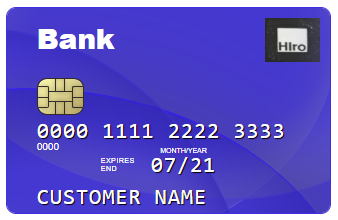 Bank
HIro
0000 1111 2222 3333
0000
MONTH/YEAR
EXPIRES
END
07/21
CUSTOMER NAME